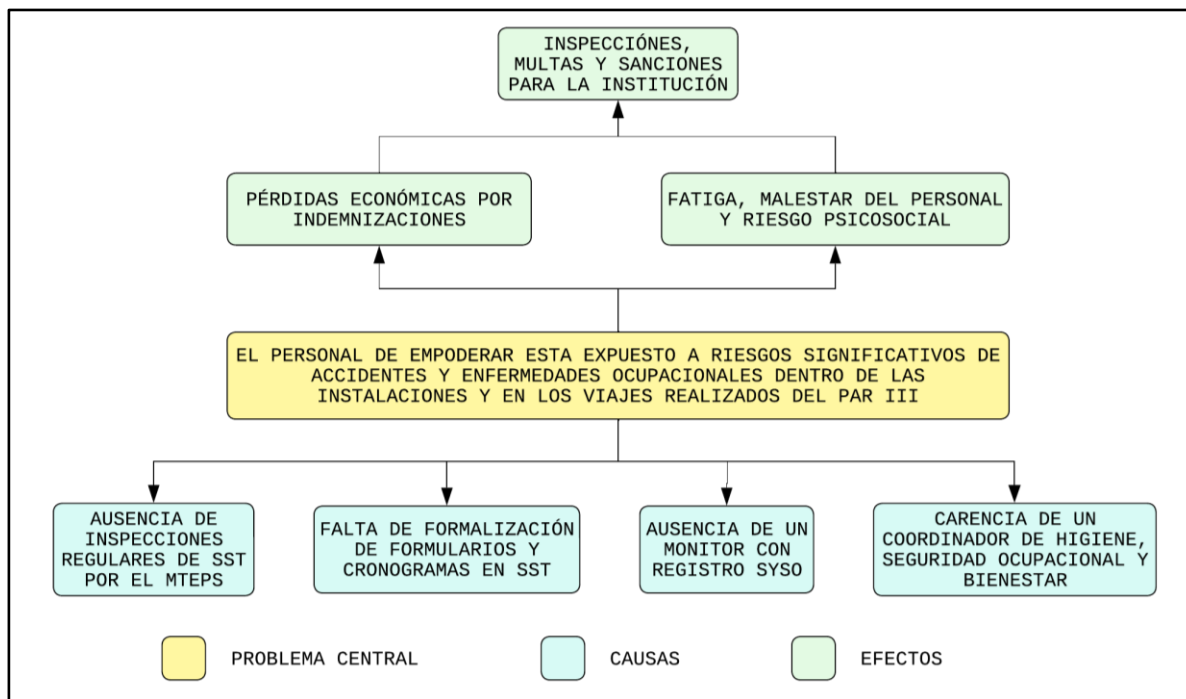 INSPECCIÓNES,
MULTAS Y SANCIONES
PARA LA INSTITUCIÓN
PÉRDIDAS ECONÓMICAS POR
INDEMNIZACIONES
FATIGA, MALESTAR DEL PERSONAL
Y RIESGO PSICOSOCIAL
EL PERSONAL DE EMPODERAR ESTA EXPUESTO A RIESGOS SIGNIFICATIVOS DE
ACCIDENTES Y ENFERMEDADES OCUPACIONALES DENTRO DE LAS
INSTALACIONES Y EN LOS VIAJES REALIZADOS DEL PAR III
AUSENCIA DE
INSPECCIONES
REGULARES DE SST
POR EL MTEPS
FALTA DE FORMALIZACIÓN
DE FORMULARIOS Y
CRONOGRAMAS EN SST
AUSENCIA DE UN
MONITOR CON
REGISTRO SYSO
CARENCIA DE UN
COORDINADOR DE HIGIENE,
SEGURIDAD OCUPACIONAL Y
BIENESTAR
PROBLEMA CENTRAL
CAUSAS
EFECTOS